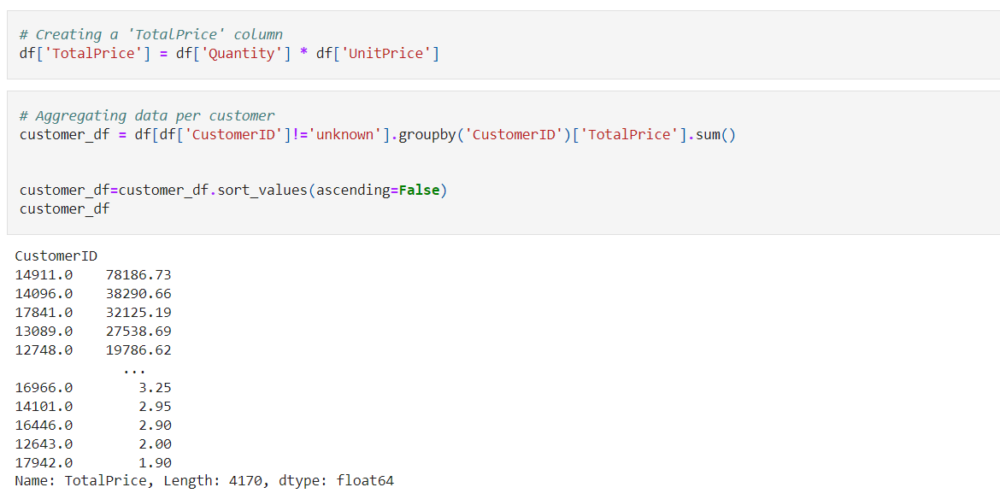 # Creating a 'TotalPrice' column
df['TotalPrice'] = df['Quantity'] * df['UnitPrice']
# Aggregating data per customer
customer_df = df[df['CustomerID']!='unknown'].groupby('CustomerID')['TotalPrice'].sum()
customer_df=customer_df.sort_values(ascending=False)
customer_df
CustomerID
14911.0    78186.73
14096.0    38290.66
17841.0    32125.19
13089.0    27538.69
12748.0    19786.62
...
16966.0        3.25
14101.0        2.95
16446.0        2.90
12643.0        2.00
17942.0        1.90
Name: TotalPrice, Length: 4170, dtype: float64